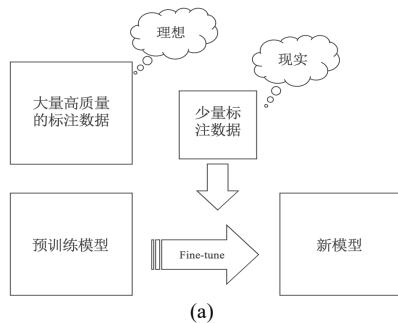 理想
现实
大量高质量
的标注数据
少量标
注数据
预训练模型
Fine-tune
新模型
(a)